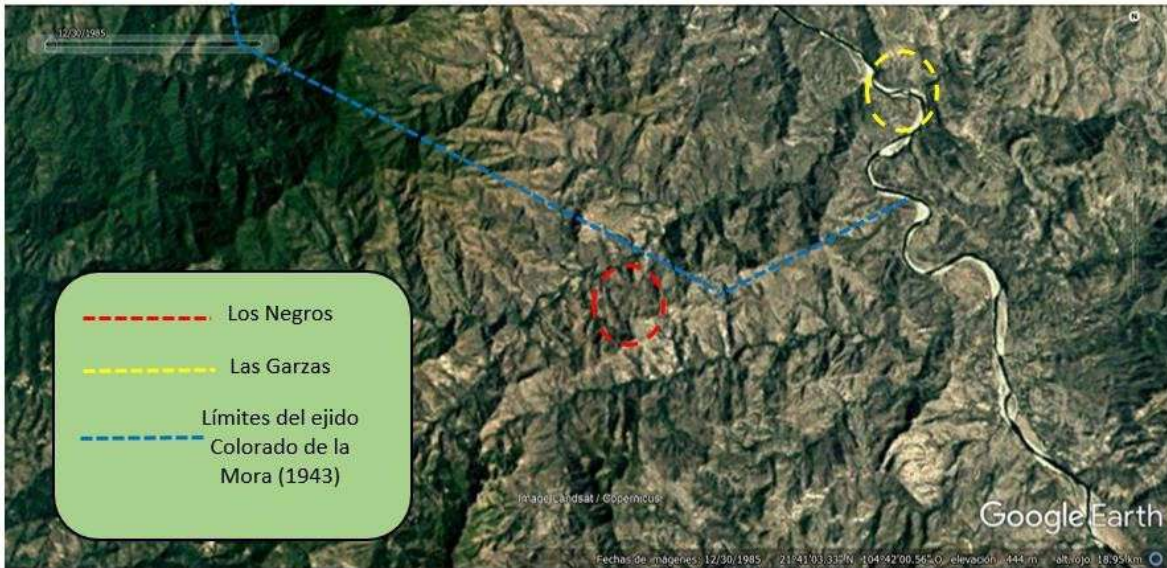 12/30/1985
N
Los Negros
Las Garzas
Límites del ejido
Colorado de la
Mora (1943)
Image Landsat / Copernicus
Google Earth
Fechas de imágenes: 12/30/1985 21°41'03.33" N 104°42'00.56" O elevación 444 m alt. ojo 18.95 km